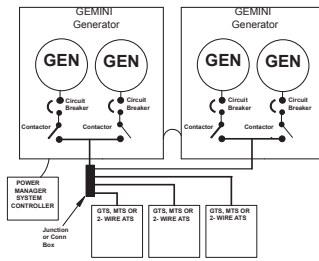 GEMINI
Generator
GEMINI
Generator
GEN
GEN
GEN
GEN
Circuit
Breaker
Circuit
Breaker
Circuit
Breaker
Circuit
Breaker
Contactor
Contactor
Contactor
Contactor
POWER
MANAGER
SYSTEM
CONTROLLER
Junction
or Conn
Box
GTS, MTS OR
2- WIRE ATS
GTS, MTS OR
2- WIRE ATS
GTS, MTS OR
2- WIRE ATS